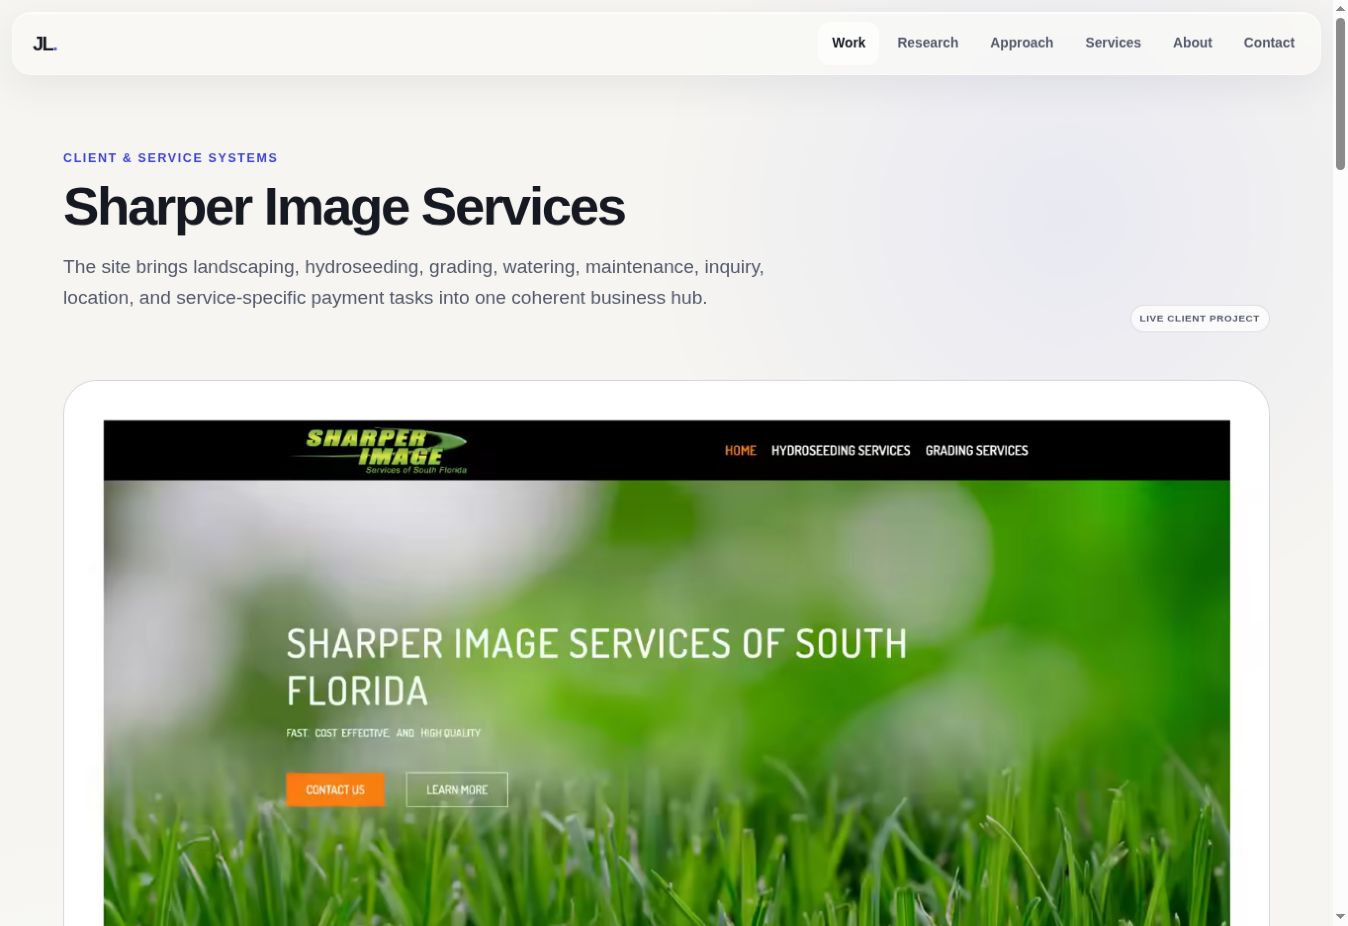 JL.
Work Research Approach Services About Contact
CLIENT & SERVICE SYSTEMS
Sharper Image Services
The site brings landscaping, hydroseeding, grading, watering, maintenance, inquiry,
location, and service-specific payment tasks into one coherent business hub.
LIVE CLIENT PROJECT
SHARPER
IMAGE
Services of South Florida
HOME HYDROSEEDING SERVICES GRADING SERVICES
SHARPER IMAGE SERVICES OF SOUTH
FLORIDA
FAST, COST EFFECTIVE, AND HIGH QUALITY
CONTACT US LEARN MORE